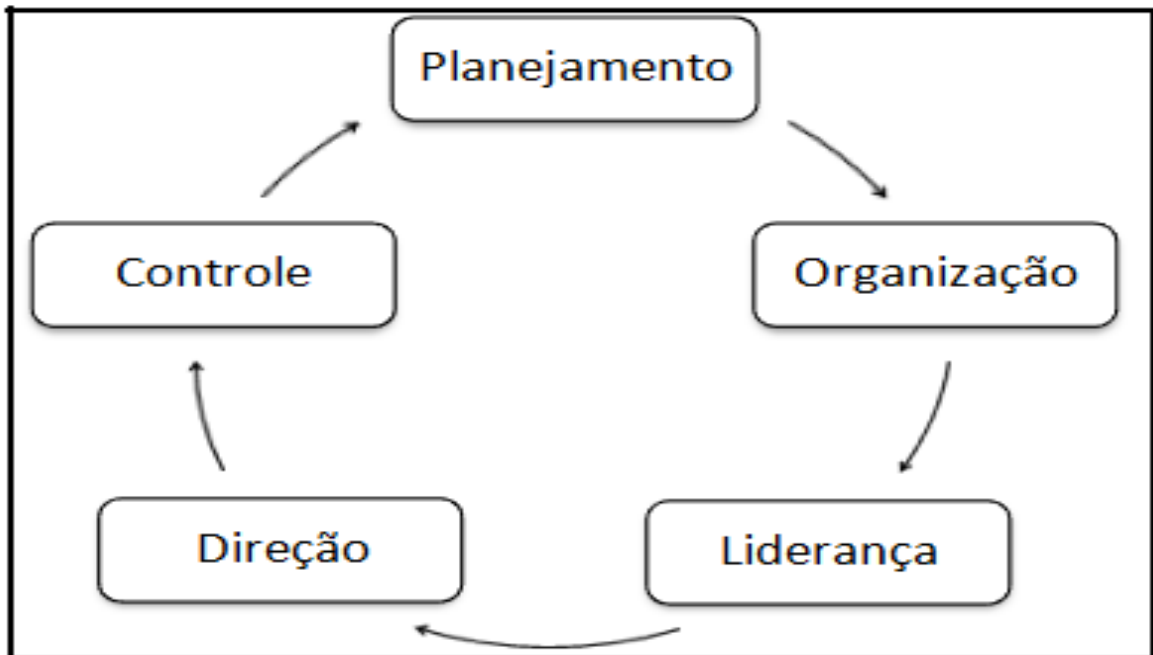 Planejamento
Organização
Liderança
Direção
Controle